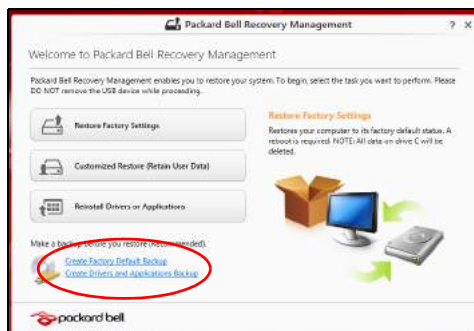 Packard Bell Recovery Management
? X
Welcome to Packard Bell Recovery Management
Packard Bell Recovery Management enables you to restore your system. To begin, select the task you want to perform. Please
DO NOT remove the USB device while proceeding.
Restore Factory Settings
Customized Restore (Retain User Data)
Reinstall Drivers or Applications
Restore Factory Settings
Restores your computer to its factory default status. A
reboot is required. NOTE: All data on drive C will be
deleted.
Make a backup before you restore (Recommended).
Create Factory Default Backup
Create Drivers and Applications Backup
packard bell